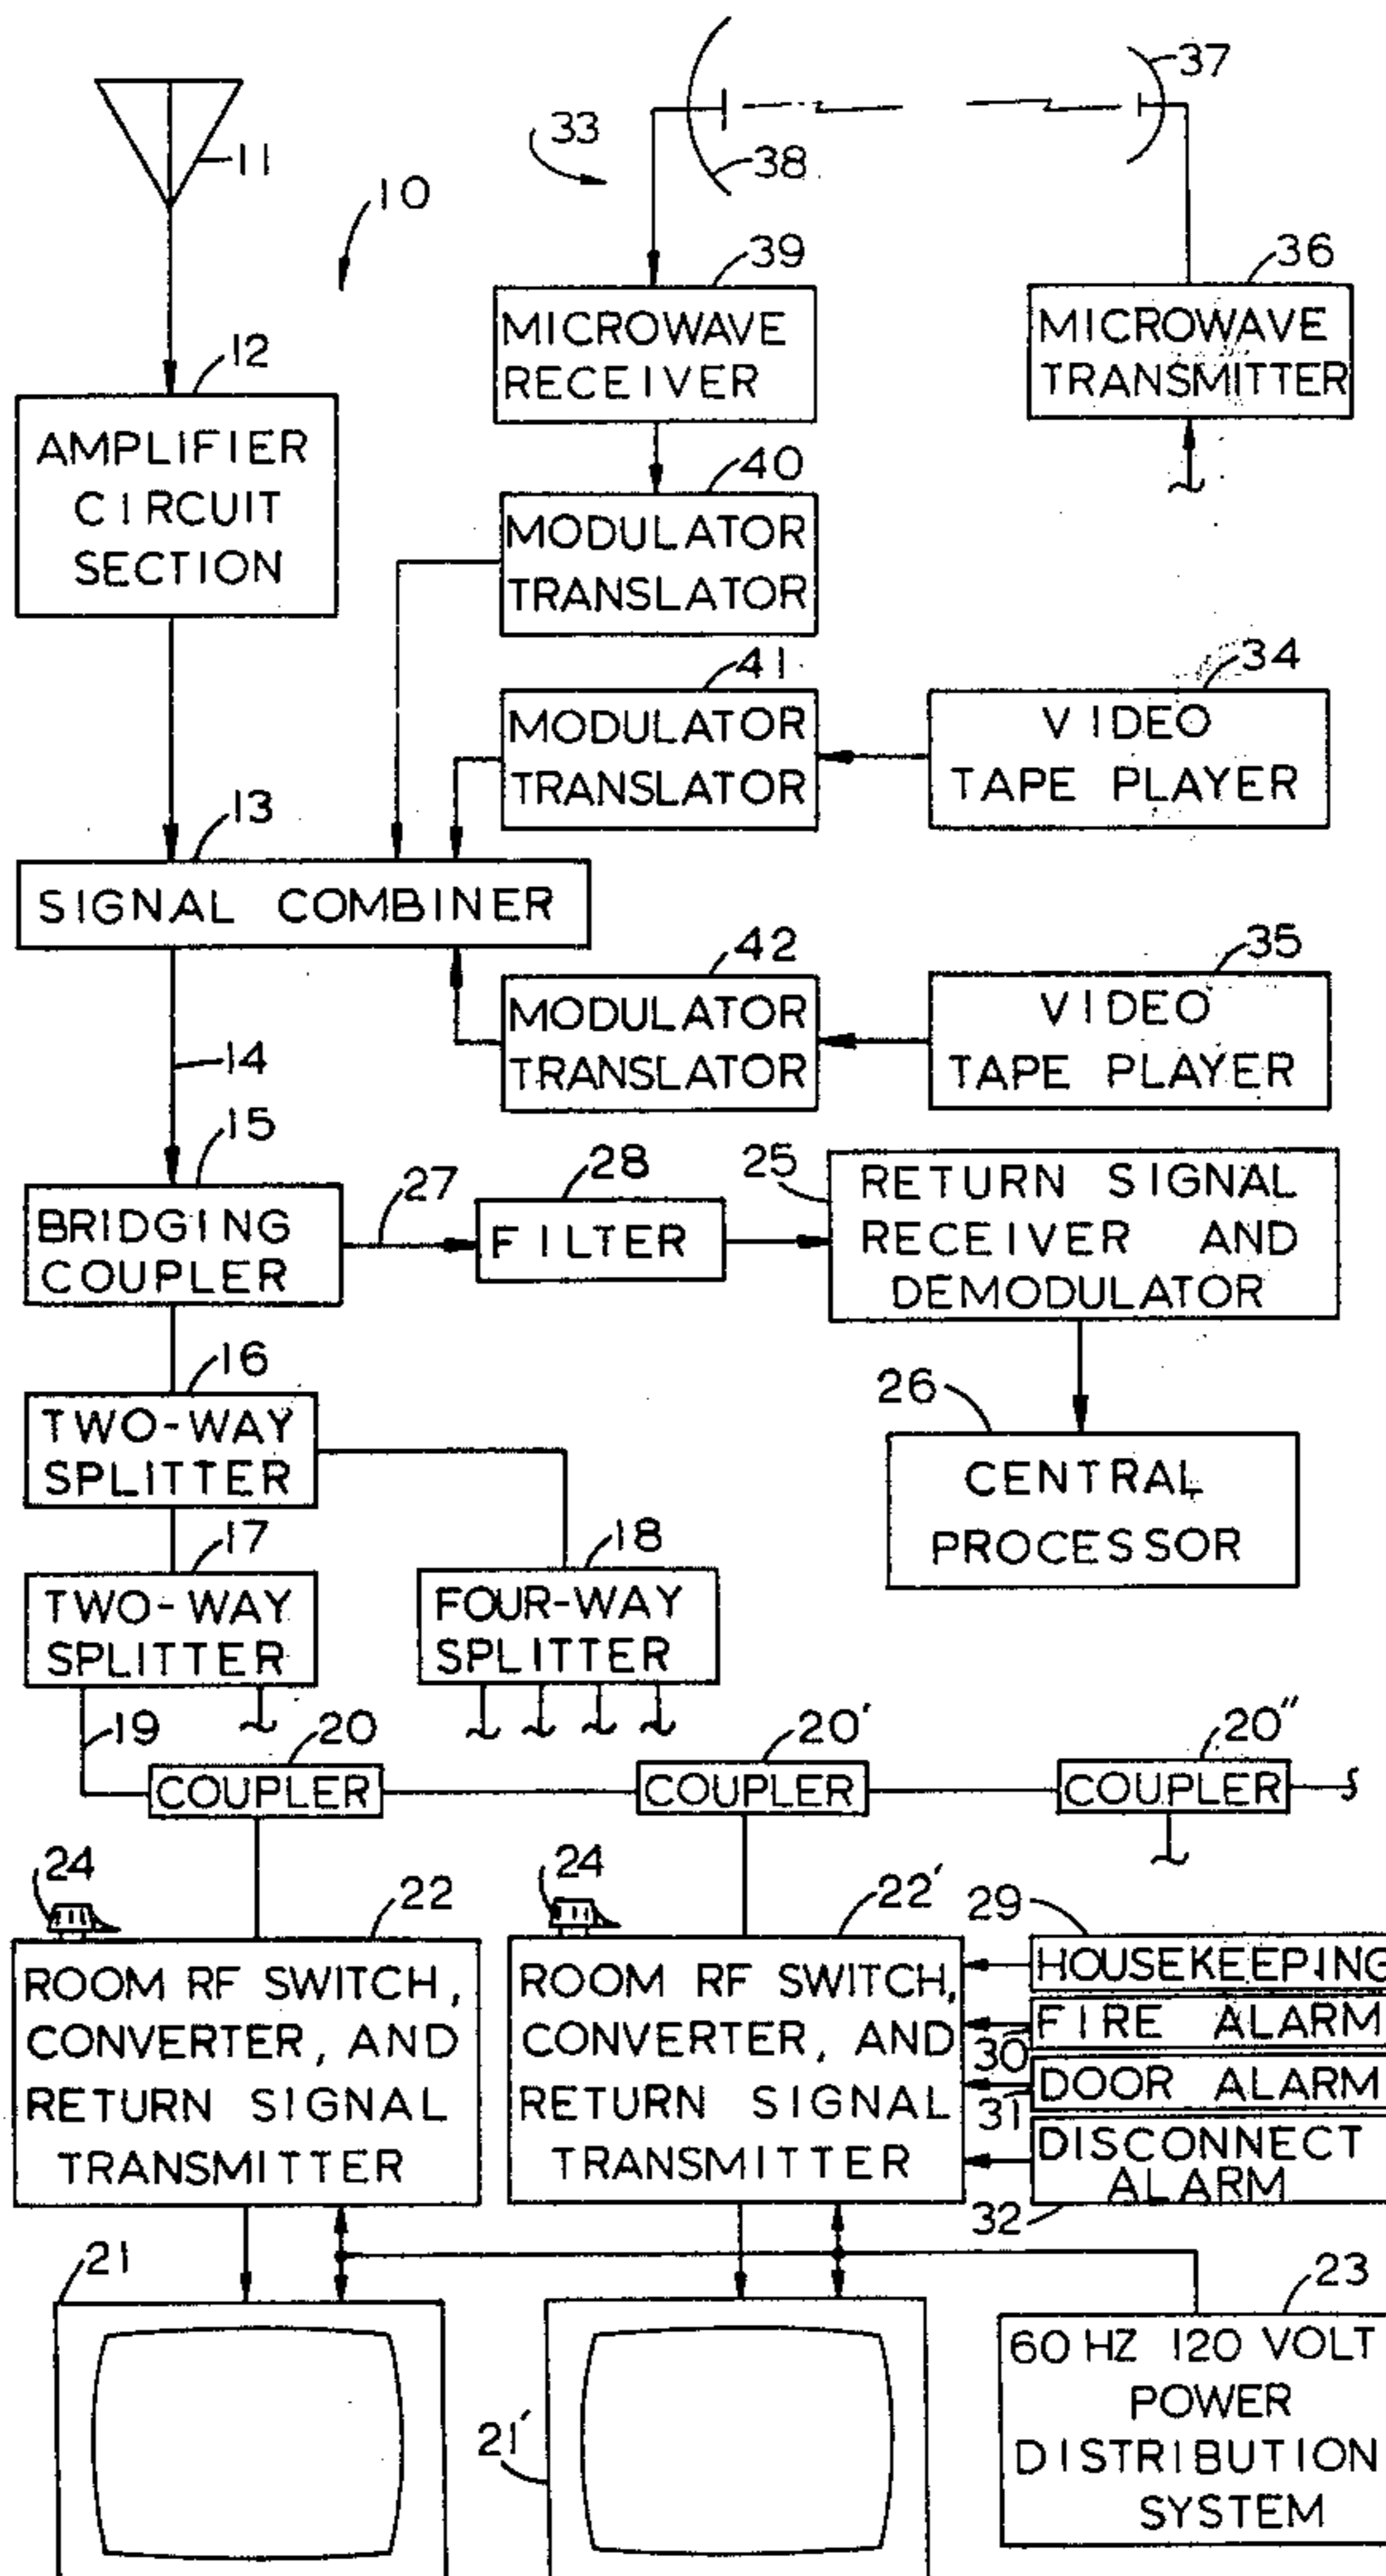 37
33
38
11
10
39
36
MICROWAVE
RECEIVER
MICROWAVE
TRANSMITTER
12
AMPLIFIER
CIRCUIT
SECTION
40
MODULATOR
TRANSLATOR
41
34
MODULATOR
TRANSLATOR
VIDEO
TAPE PLAYER
13
SIGNAL COMBINER
42
35
MODULATOR
TRANSLATOR
VIDEO
TAPE PLAYER
14
15
BRIDGING
COUPLER
27
28
FILTER
25
RETURN SIGNAL
RECEIVER AND
DEMODULATOR
16
TWO-WAY
SPLITTER
26
CENTRAL
PROCESSOR
17
TWO-WAY
SPLITTER
18
FOUR-WAY
SPLITTER
19
20
COUPLER
20'
COUPLER
20"
COUPLER
24
22
ROOM RF SWITCH,
CONVERTER, AND
RETURN SIGNAL
TRANSMITTER
24
22'
ROOM RF SWITCH,
CONVERTER, AND
RETURN SIGNAL
TRANSMITTER
29
HOUSEKEEPING
30
FIRE ALARM
31
DOOR ALARM
DISCONNECT
ALARM
32
21
21'
23
60 HZ 120 VOLT
POWER
DISTRIBUTION
SYSTEM